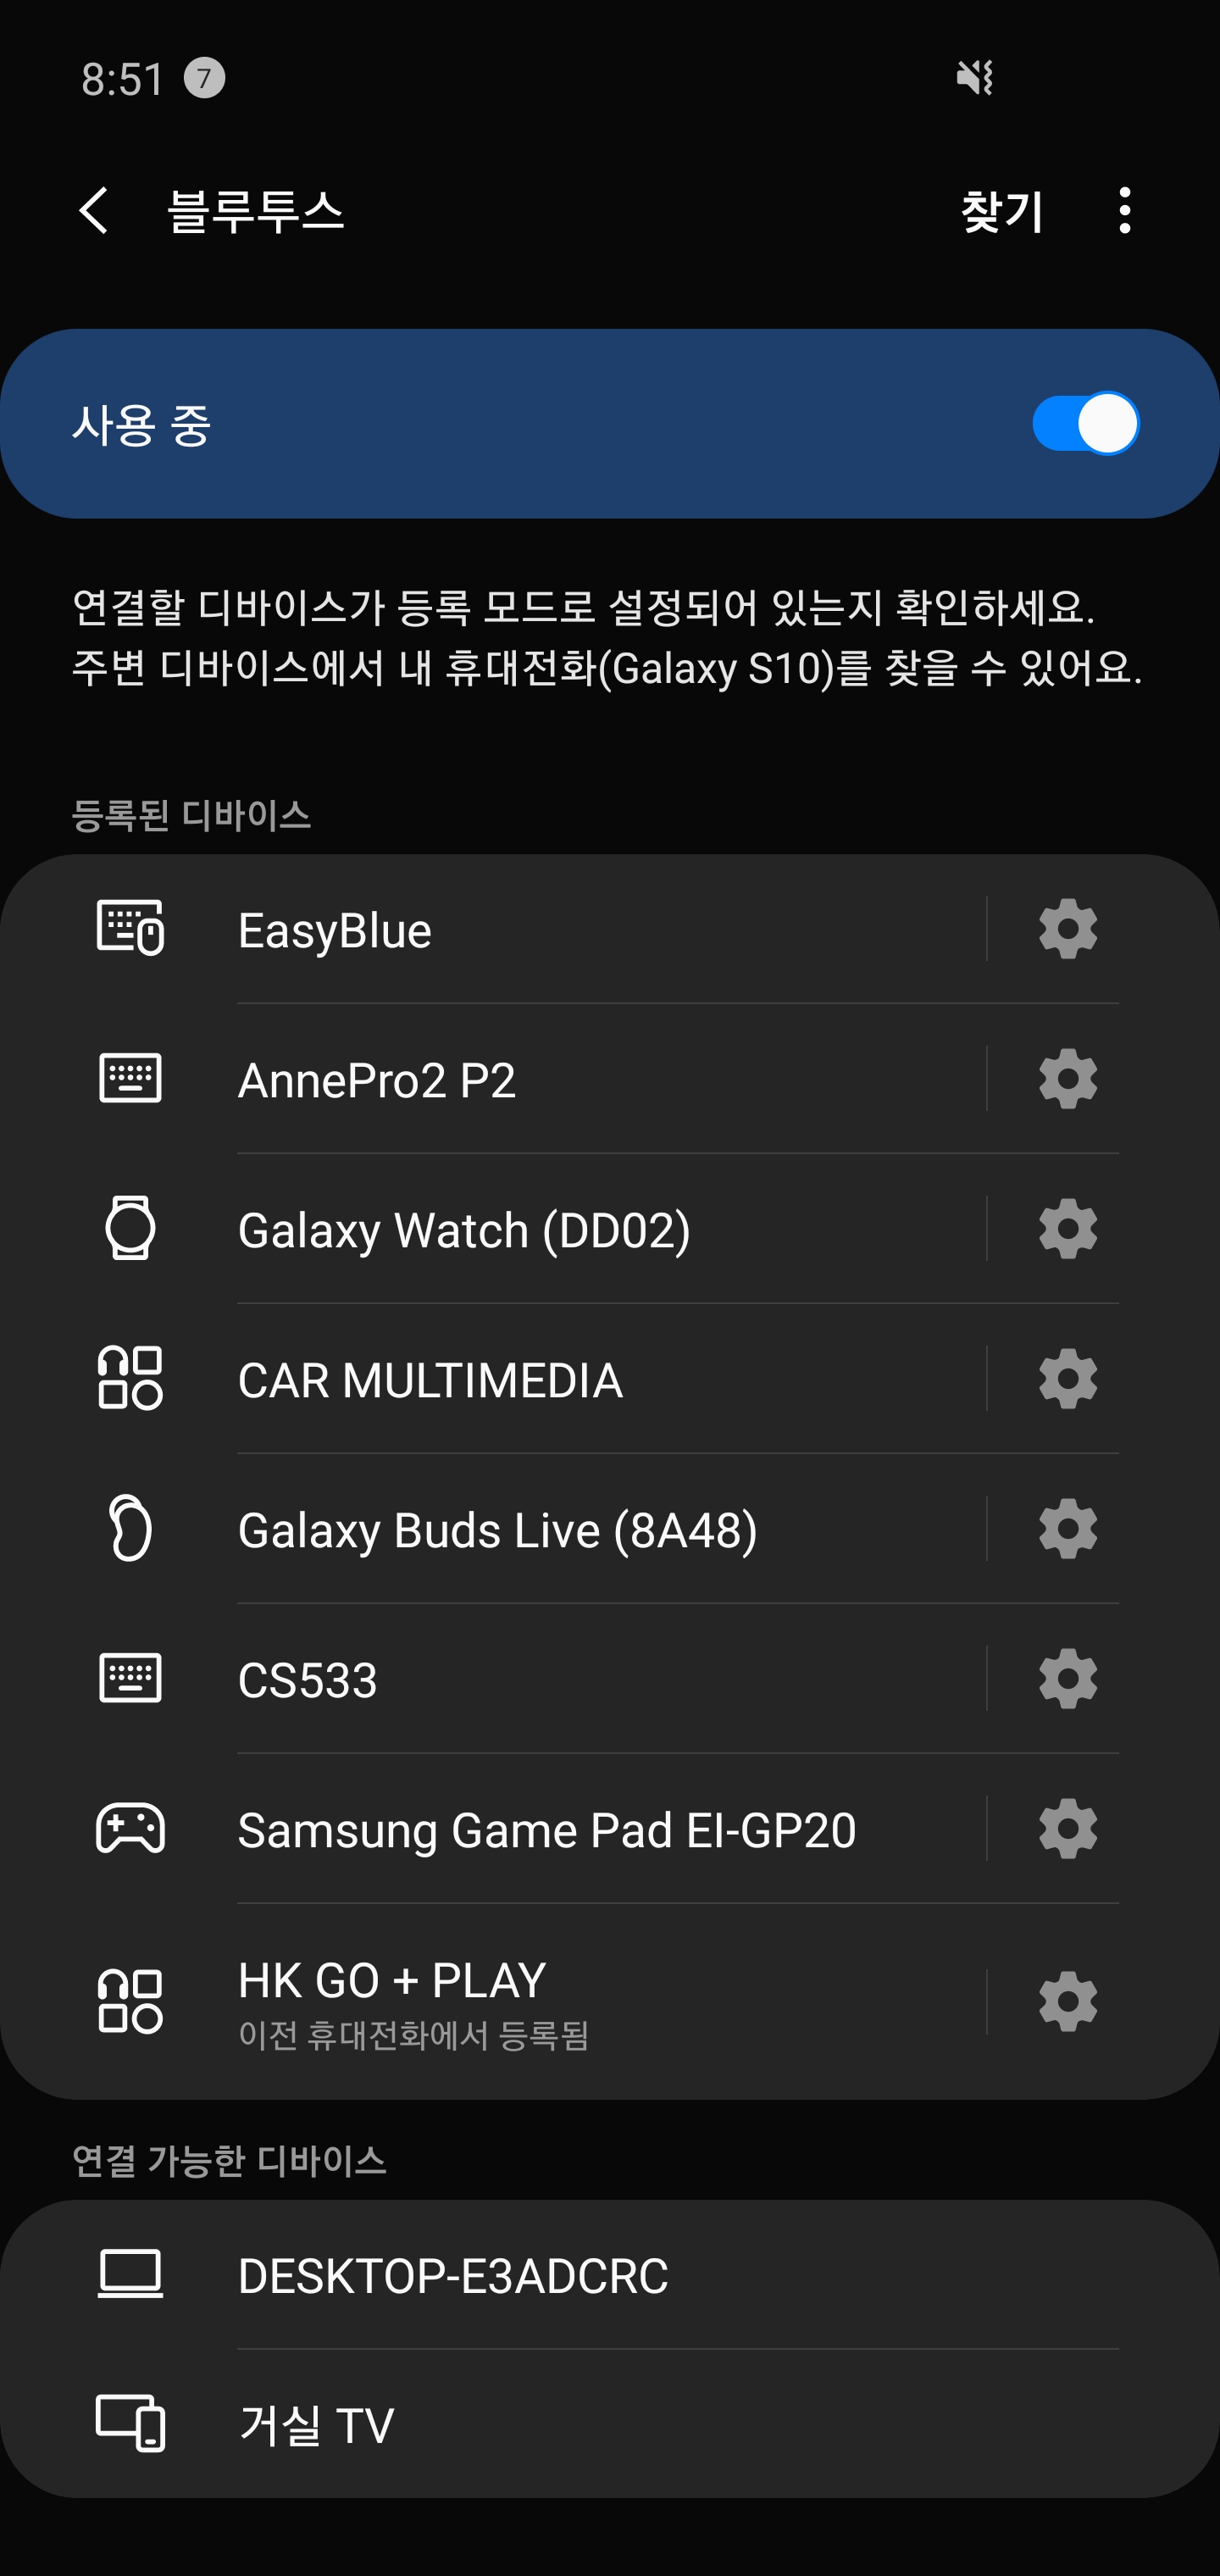 8:51 7
블루투스
찾기
사용 중
연결할 디바이스가 등록 모드로 설정되어 있는지 확인하세요.
주변 디바이스에서 내 휴대전화(Galaxy S10)를 찾을 수 있어요.
등록된 디바이스
EasyBlue
AnnePro2 P2
Galaxy Watch (DD02)
CAR MULTIMEDIA
Galaxy Buds Live (8A48)
CS533
Samsung Game Pad EI-GP20
HK GO + PLAY
이전 휴대전화에서 등록됨
연결 가능한 디바이스
DESKTOP-E3ADCRC
거실 TV